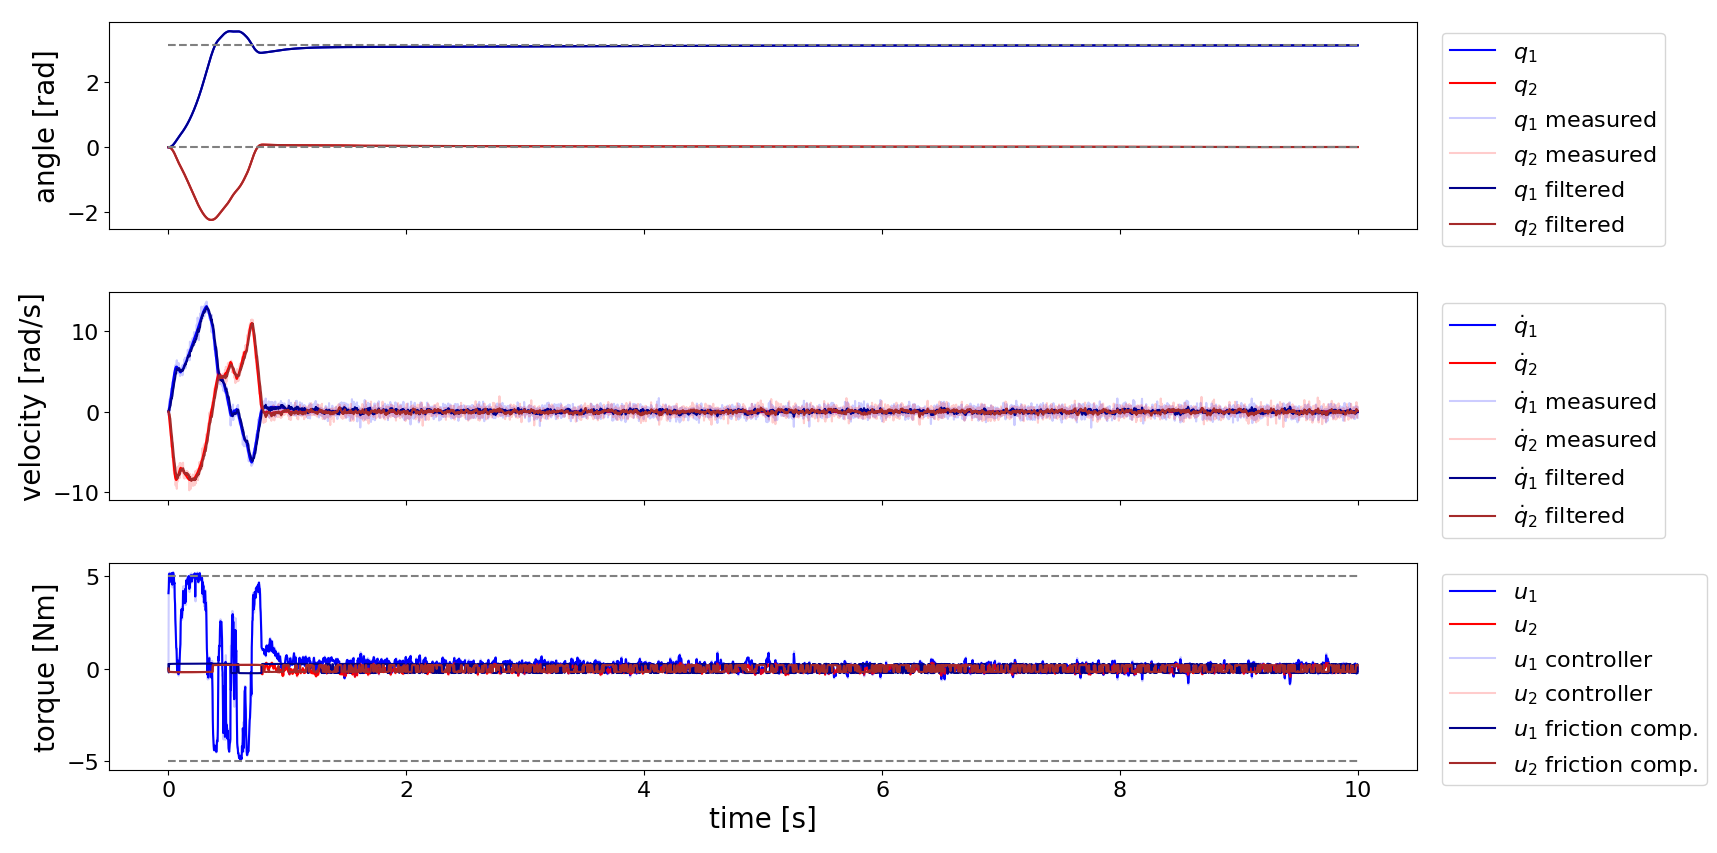 angle [rad]
2
0
−2
q₁
q₂
q₁ measured
q₂ measured
q₁ filtered
q₂ filtered
velocity [rad/s]
10
0
−10
q̇₁
q̇₂
q̇₁ measured
q̇₂ measured
q̇₁ filtered
q̇₂ filtered
torque [Nm]
5
0
−5
u₁
u₂
u₁ controller
u₂ controller
u₁ friction comp.
u₂ friction comp.
0 2 4 6 8 10
time [s]